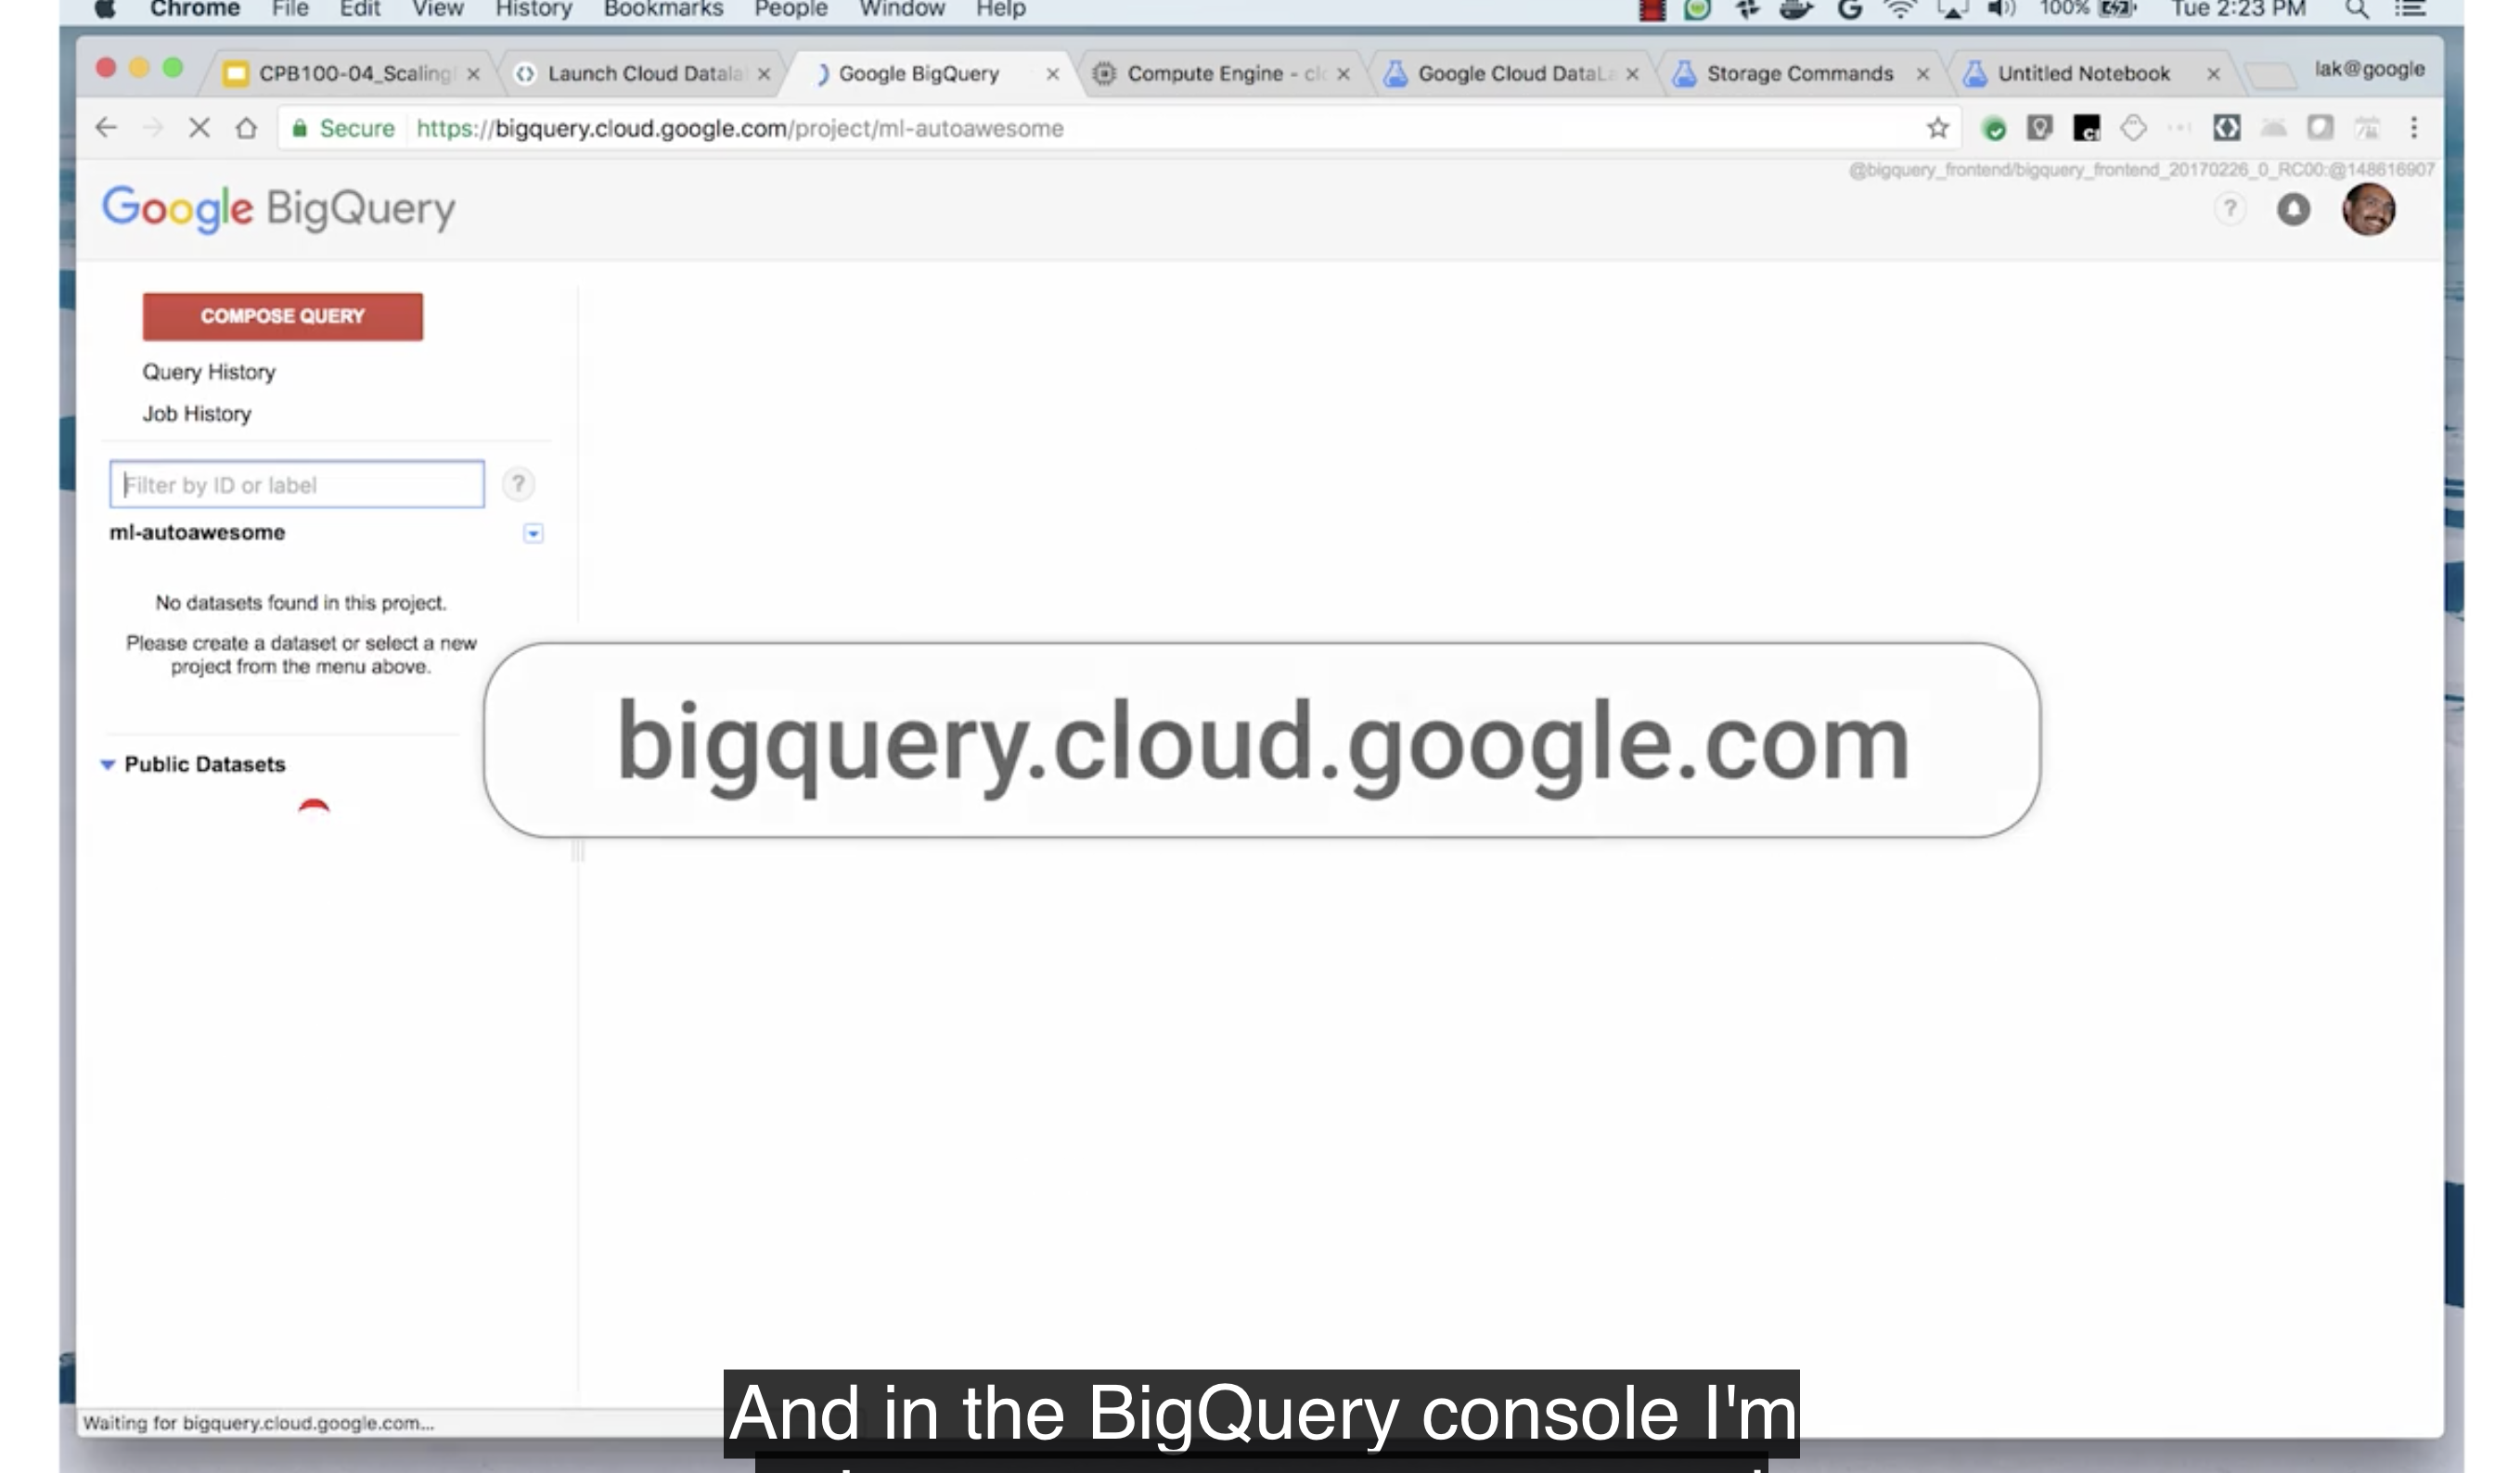 Chrome File Edit View History Bookmarks People Window Help 100% Tue 2:23 PM
CPB100-04_Scaling Launch Cloud Datala Google BigQuery Compute Engine - clo Google Cloud DataLa Storage Commands Untitled Notebook lak@google
Secure https://bigquery.cloud.google.com/project/ml-autoawesome
@bigquery_frontend/bigquery_frontend_20170226_0_RC00:@148616907
Google BigQuery ?
COMPOSE QUERY
Query History
Job History
Filter by ID or label ?
ml-autoawesome
No datasets found in this project.
Please create a dataset or select a new
project from the menu above.
bigquery.cloud.google.com
Public Datasets
And in the BigQuery console I'm
Waiting for bigquery.cloud.google.com...